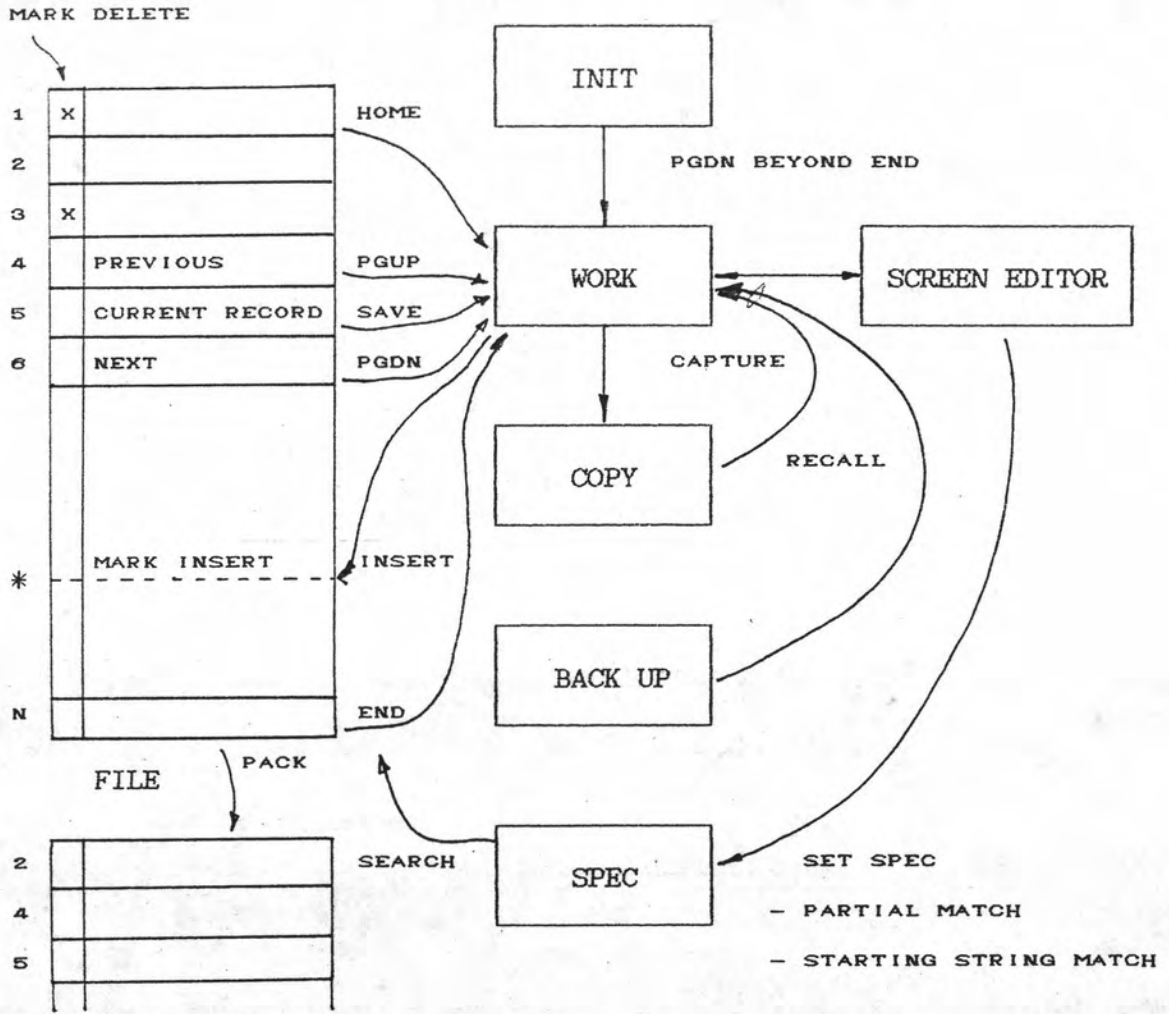 MARK DELETE
INIT
1 X HOME
2
PGDN BEYOND END
3 X
4 PREVIOUS PGUP
WORK
SCREEN EDITOR
5 CURRENT RECORD SAVE
6 NEXT PGDN
CAPTURE
RECALL
COPY
* MARK INSERT INSERT
BACK UP
N END
PACK
FILE
2 SEARCH
SPEC
SET SPEC
4
- PARTIAL MATCH
5
- STARTING STRING MATCH